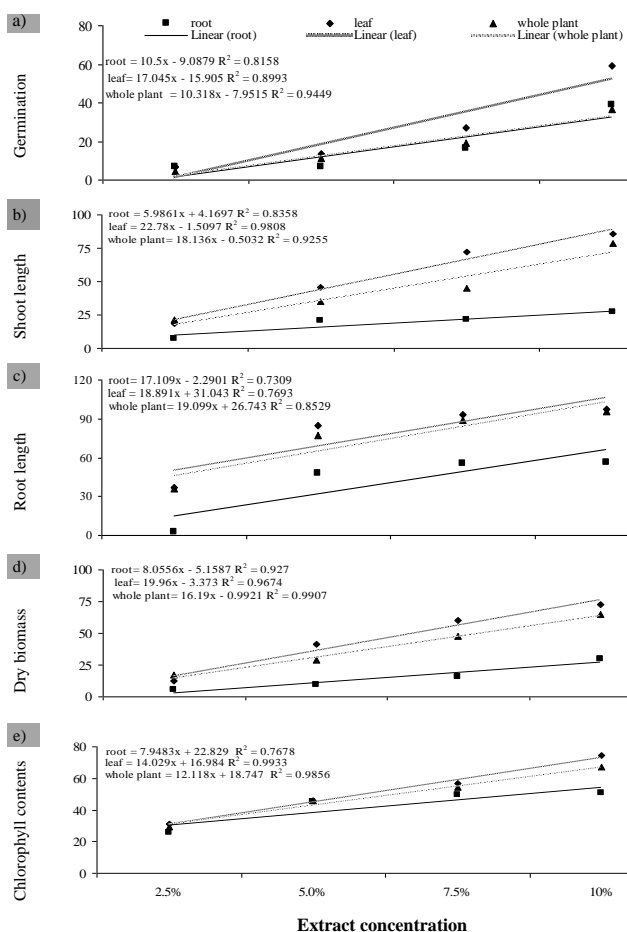 a)
root leaf whole plant
Linear (root) Linear (leaf) Linear (whole plant)
root = 10.5x - 9.0879 R² = 0.8158
leaf = 17.045x - 15.905 R² = 0.8993
whole plant = 10.318x - 7.9515 R² = 0.9449
Germination
80
60
40
20
0
b)
root = 5.9861x + 4.1697 R² = 0.8358
leaf = 22.78x - 1.5097 R² = 0.9808
whole plant= 18.136x - 0.5032 R² = 0.9255
Shoot length
100
75
50
25
0
c)
root= 17.109x - 2.2901 R² = 0.7309
leaf = 18.891x + 31.043 R² = 0.7693
whole plant= 19.099x + 26.743 R² = 0.8529
Root length
120
90
60
30
0
d)
root= 8.0556x - 5.1587 R² = 0.927
leaf= 19.96x - 3.373 R² = 0.9674
whole plant= 16.19x - 0.9921 R² = 0.9907
Dry biomass
100
75
50
25
0
e)
root = 7.9483x + 22.829 R² = 0.7678
leaf = 14.029x + 16.984 R² = 0.9933
whole plant = 12.118x + 18.747 R² = 0.9856
Chlorophyll contents
80
60
40
20
0
2.5% 5.0% 7.5% 10%
Extract concentration